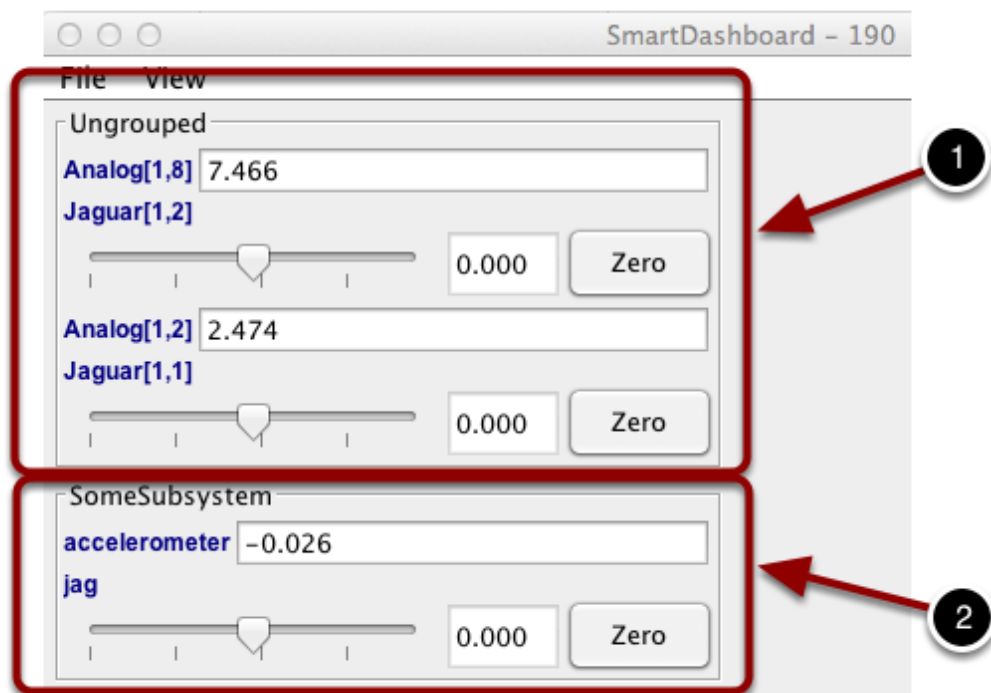 SmartDashboard – 190
File View
Ungrouped
Analog[1,8] 7.466
Jaguar[1,2]
0.000 Zero
Analog[1,2] 2.474
Jaguar[1,1]
0.000 Zero
SomeSubsystem
accelerometer –0.026
jag
0.000 Zero
1
2